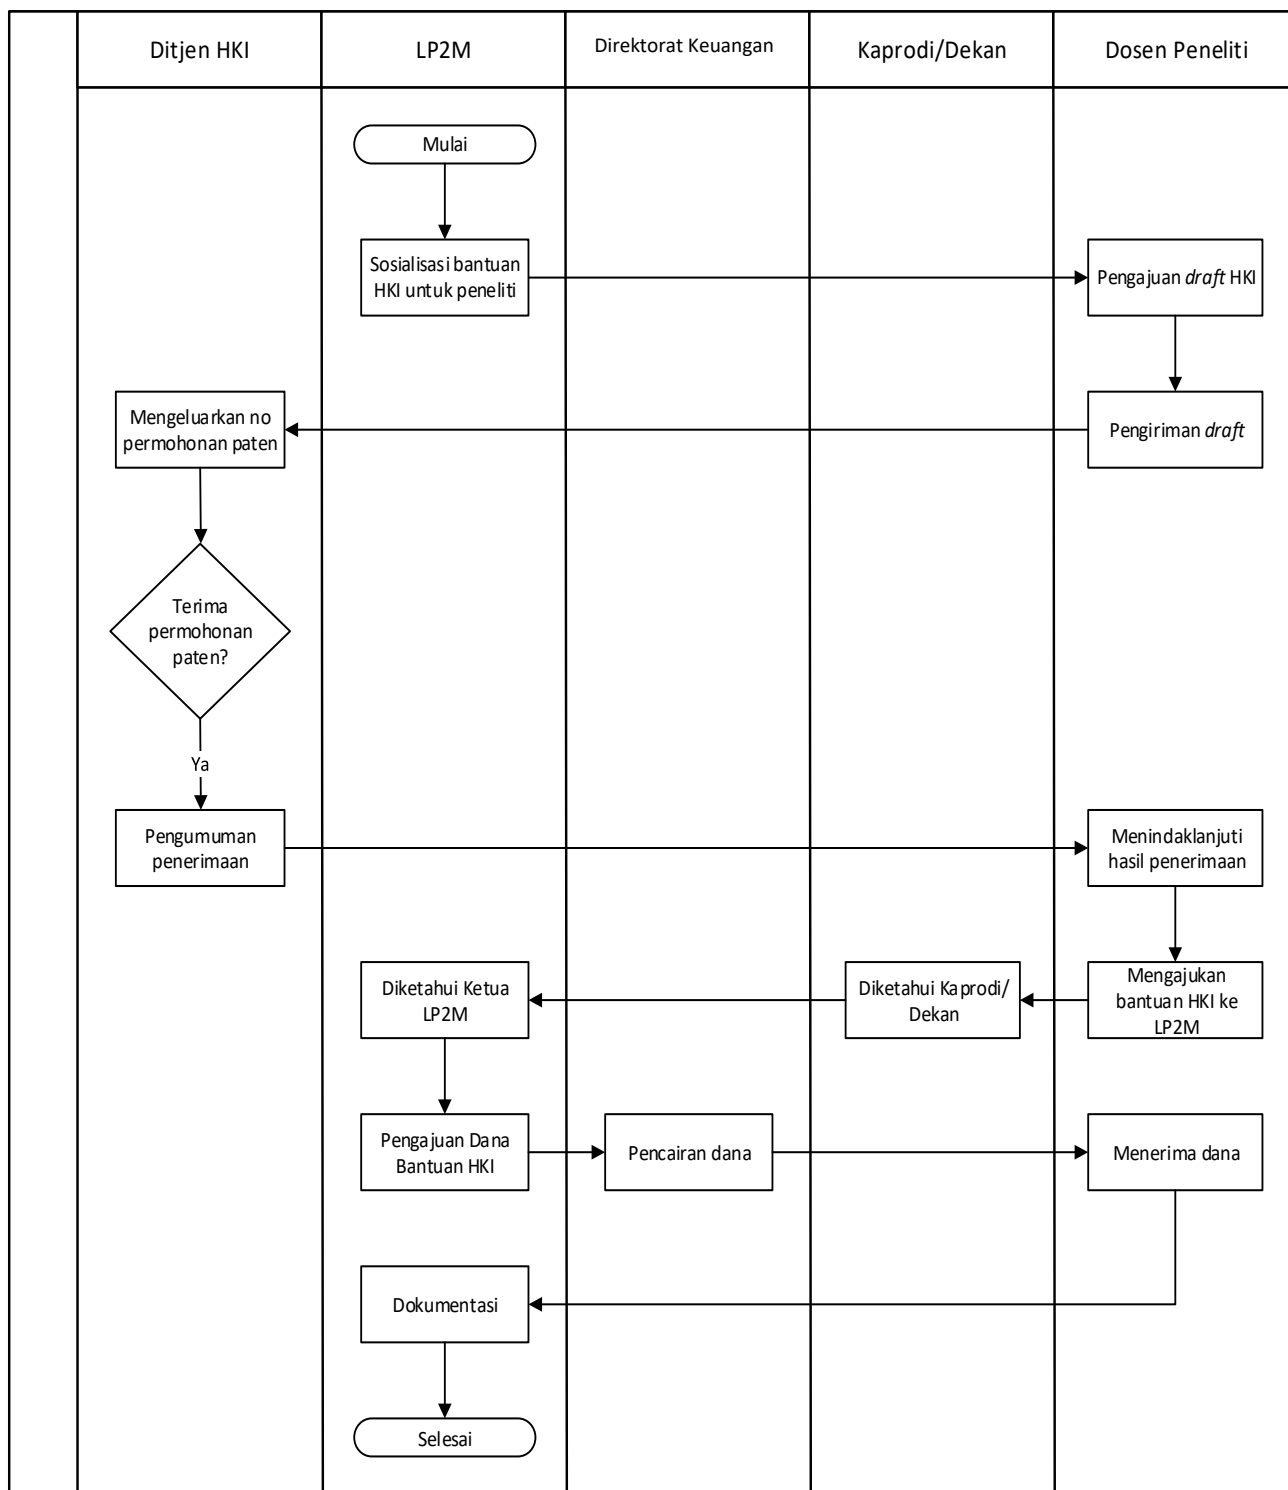 Ditjen HKI
LP2M
Direktorat Keuangan
Kaprodi/Dekan
Dosen Peneliti
Mulai
Sosialisasi bantuan
HKI untuk peneliti
Pengajuan draft HKI
Mengeluarkan no
permohonan paten
Pengiriman draft
Terima
permohonan
paten?
Ya
Pengumuman
penerimaan
Menindaklanjuti
hasil penerimaan
Diketahui Ketua
LP2M
Diketahui Kaprodi/
Dekan
Mengajukan
bantuan HKI ke
LP2M
Pengajuan Dana
Bantuan HKI
Pencairan dana
Menerima dana
Dokumentasi
Selesai